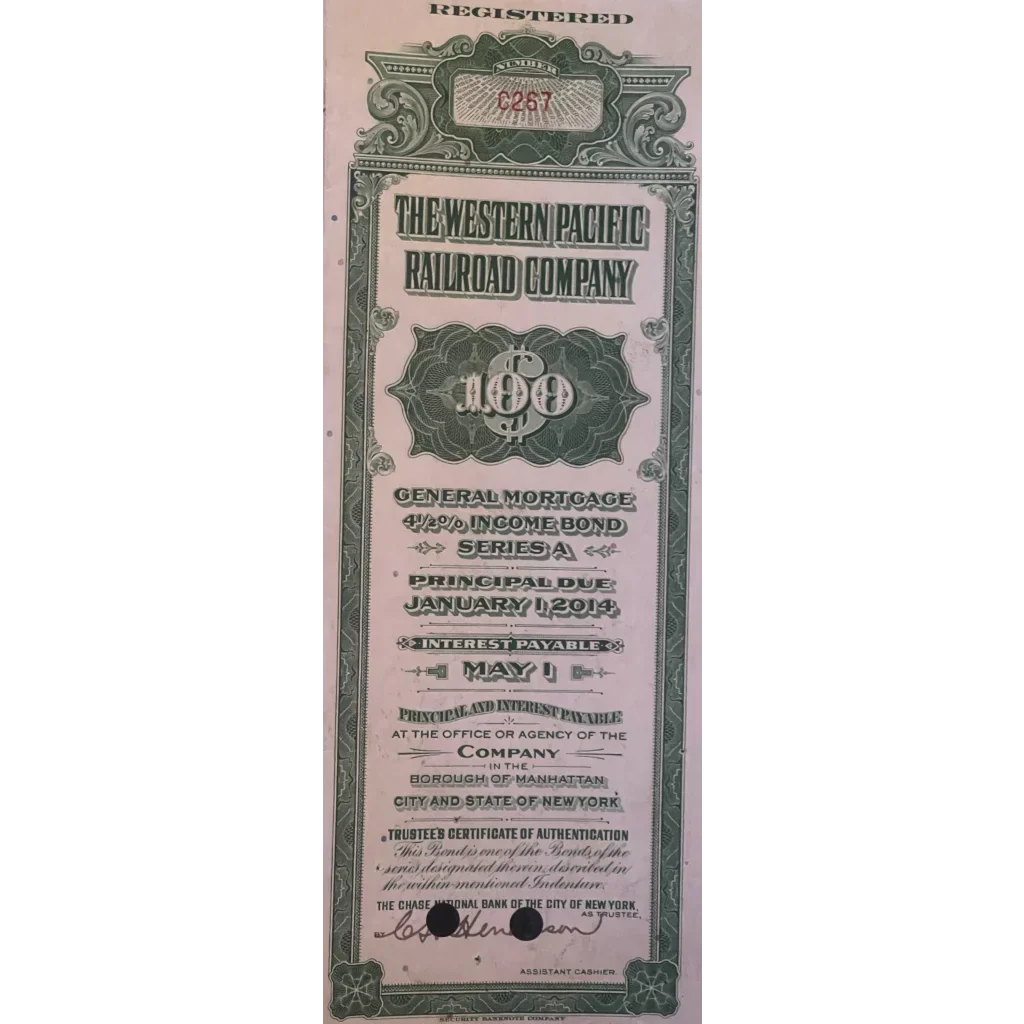 REGISTERED
NUMBER
C267
THE WESTERN PACIFIC
RAILROAD COMPANY
$100
GENERAL MORTGAGE
4½% INCOME BOND
SERIES A
PRINCIPAL DUE
JANUARY 1, 2014
INTEREST PAYABLE
MAY 1
PRINCIPAL AND INTEREST PAYABLE
AT THE OFFICE OR AGENCY OF THE
COMPANY
IN THE
BOROUGH OF MANHATTAN
CITY AND STATE OF NEW YORK
TRUSTEE'S CERTIFICATE OF AUTHENTICATION
This Bond is one of the Bonds, of the
series designated therein, described in
the within-mentioned Indenture.
THE CHASE NATIONAL BANK OF THE CITY OF NEW YORK,
AS TRUSTEE,
BY
ASSISTANT CASHIER.
SECURITY BANKNOTE COMPANY